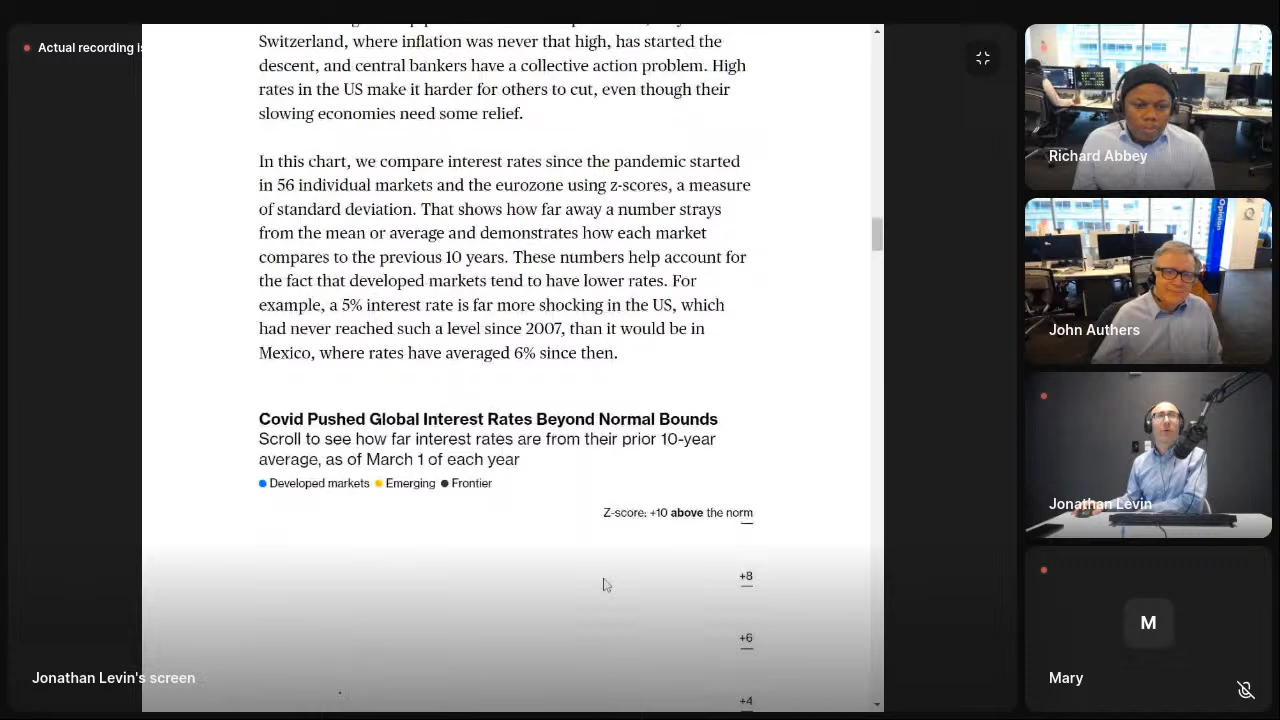 Actual recording is
Switzerland, where inflation was never that high, has started the
descent, and central bankers have a collective action problem. High
rates in the US make it harder for others to cut, even though their
slowing economies need some relief.
In this chart, we compare interest rates since the pandemic started
in 56 individual markets and the eurozone using z-scores, a measure
of standard deviation. That shows how far away a number strays
from the mean or average and demonstrates how each market
compares to the previous 10 years. These numbers help account for
the fact that developed markets tend to have lower rates. For
example, a 5% interest rate is far more shocking in the US, which
had never reached such a level since 2007, than it would be in
Mexico, where rates have averaged 6% since then.
Covid Pushed Global Interest Rates Beyond Normal Bounds
Scroll to see how far interest rates are from their prior 10-year
average, as of March 1 of each year
Developed markets Emerging Frontier
Z-score: +10 above the norm
+8
+6
+4
Jonathan Levin's screen
Richard Abbey
Opinion
John Authers
Jonathan Levin
M
Mary